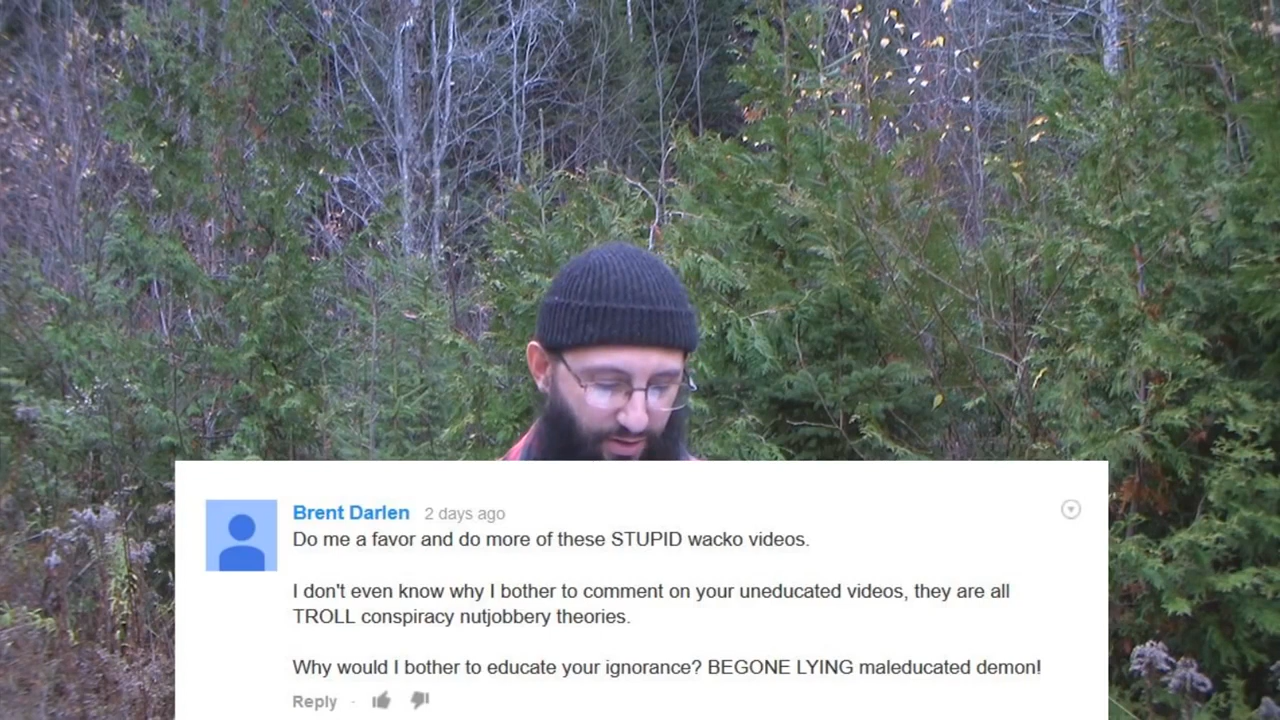 Brent Darlen 2 days ago
Do me a favor and do more of these STUPID wacko videos.
I don't even know why I bother to comment on your uneducated videos, they are all
TROLL conspiracy nutjobbery theories.
Why would I bother to educate your ignorance? BEGONE LYING maleducated demon!
Reply ·